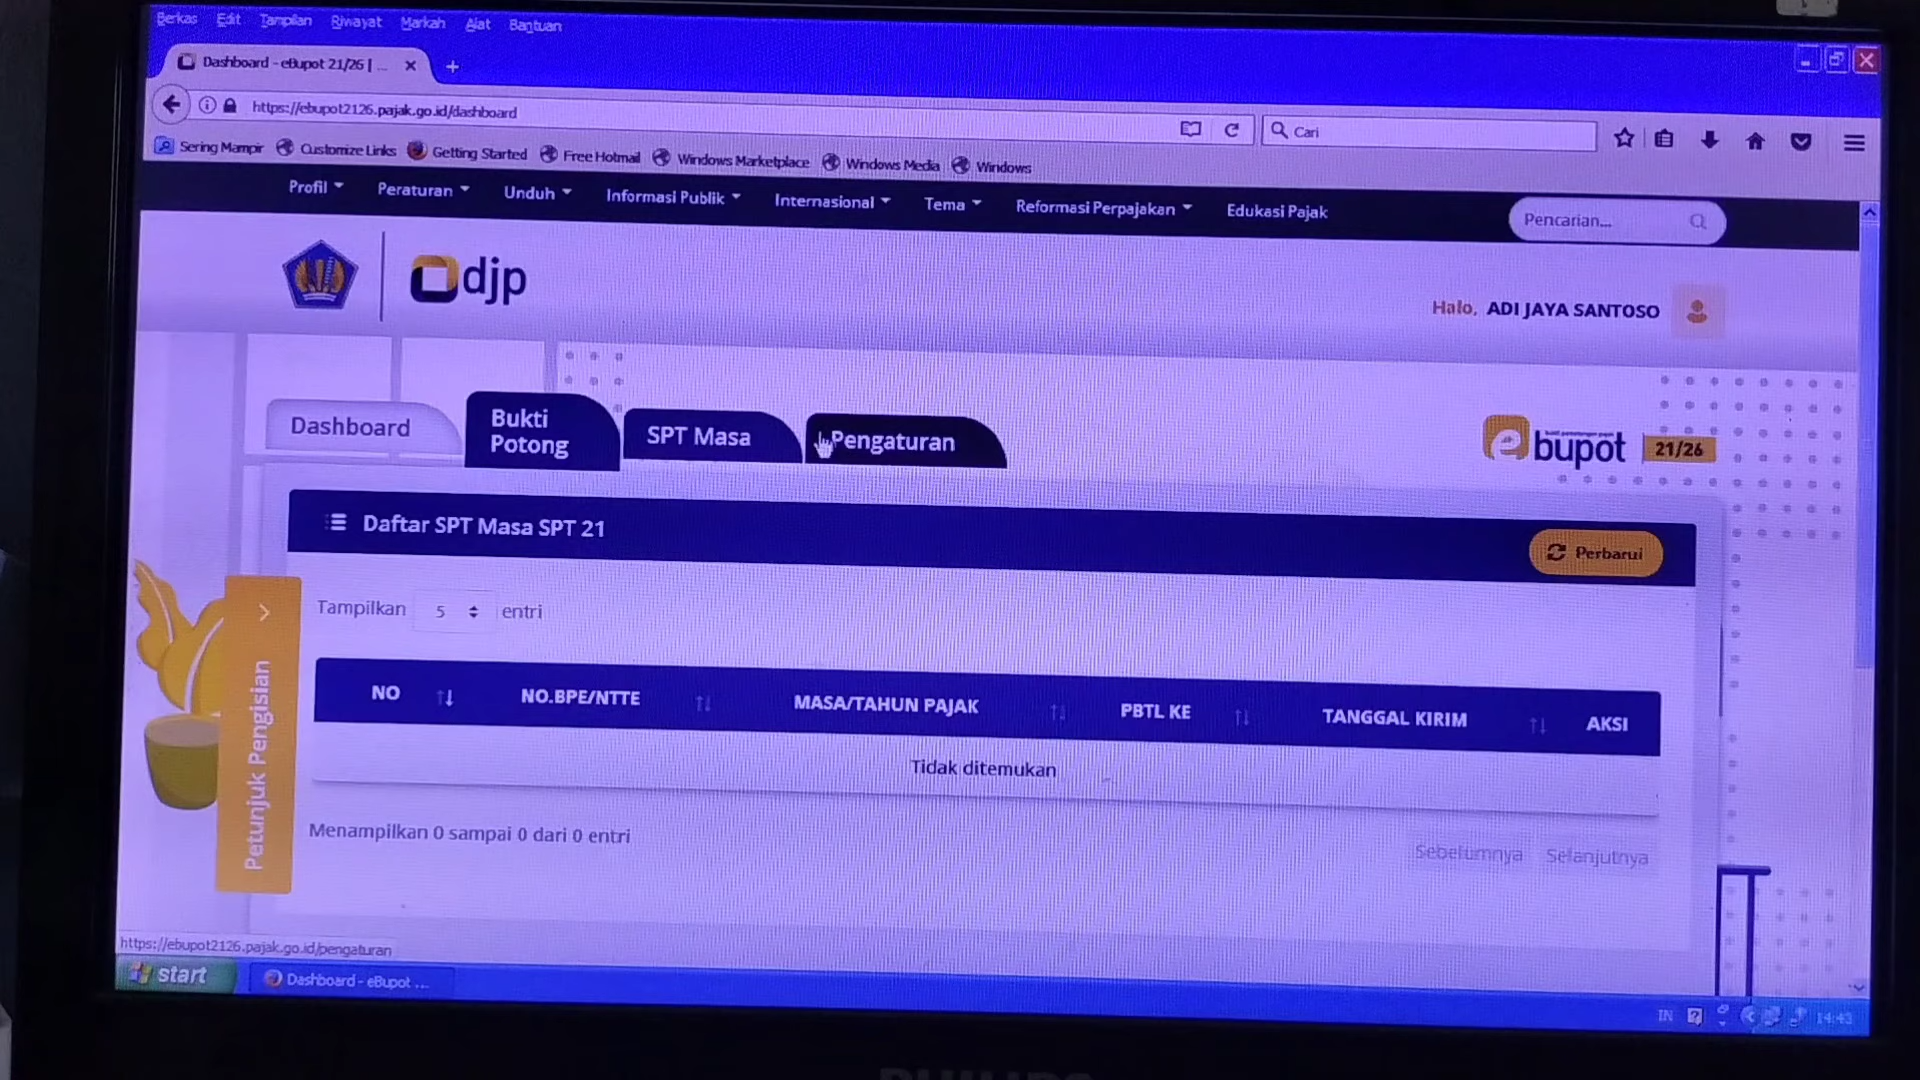 Berkas Edit Tampilan Riwayat Markah Alat Bantuan
Dashboard - eBupot 21/26 | ...
https://ebupot2126.pajak.go.id/dashboard
Cari
Sering Mampir Customize Links Getting Started Free Hotmail Windows Marketplace Windows Media Windows
Profil Peraturan Unduh Informasi Publik Internasional Tema Reformasi Perpajakan Edukasi Pajak
Pencarian...
djp
Halo, ADI JAYA SANTOSO
Dashboard
Bukti
Potong
SPT Masa
Pengaturan
ebupot 21/26
Daftar SPT Masa SPT 21
Perbarui
Tampilkan 5 entri
NO NO.BPE/NTTE MASA/TAHUN PAJAK PBTL KE TANGGAL KIRIM AKSI
Tidak ditemukan
Petunjuk Pengisian
Menampilkan 0 sampai 0 dari 0 entri
Sebelumnya Selanjutnya
https://ebupot2126.pajak.go.id/pengaturan
start
Dashboard - eBupot ...
IN
14:43